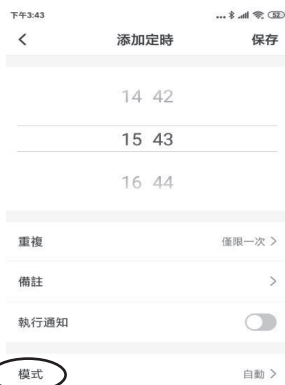 下午3:43
... 52
添加定時 保存
14 42
15 43
16 44
重複 僅限一次
備註
執行通知
模式 自動